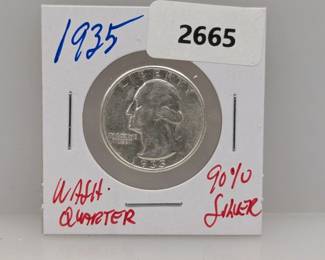 1935
2665
LIBERTY
WASH.
QUARTER
90%
SILVER